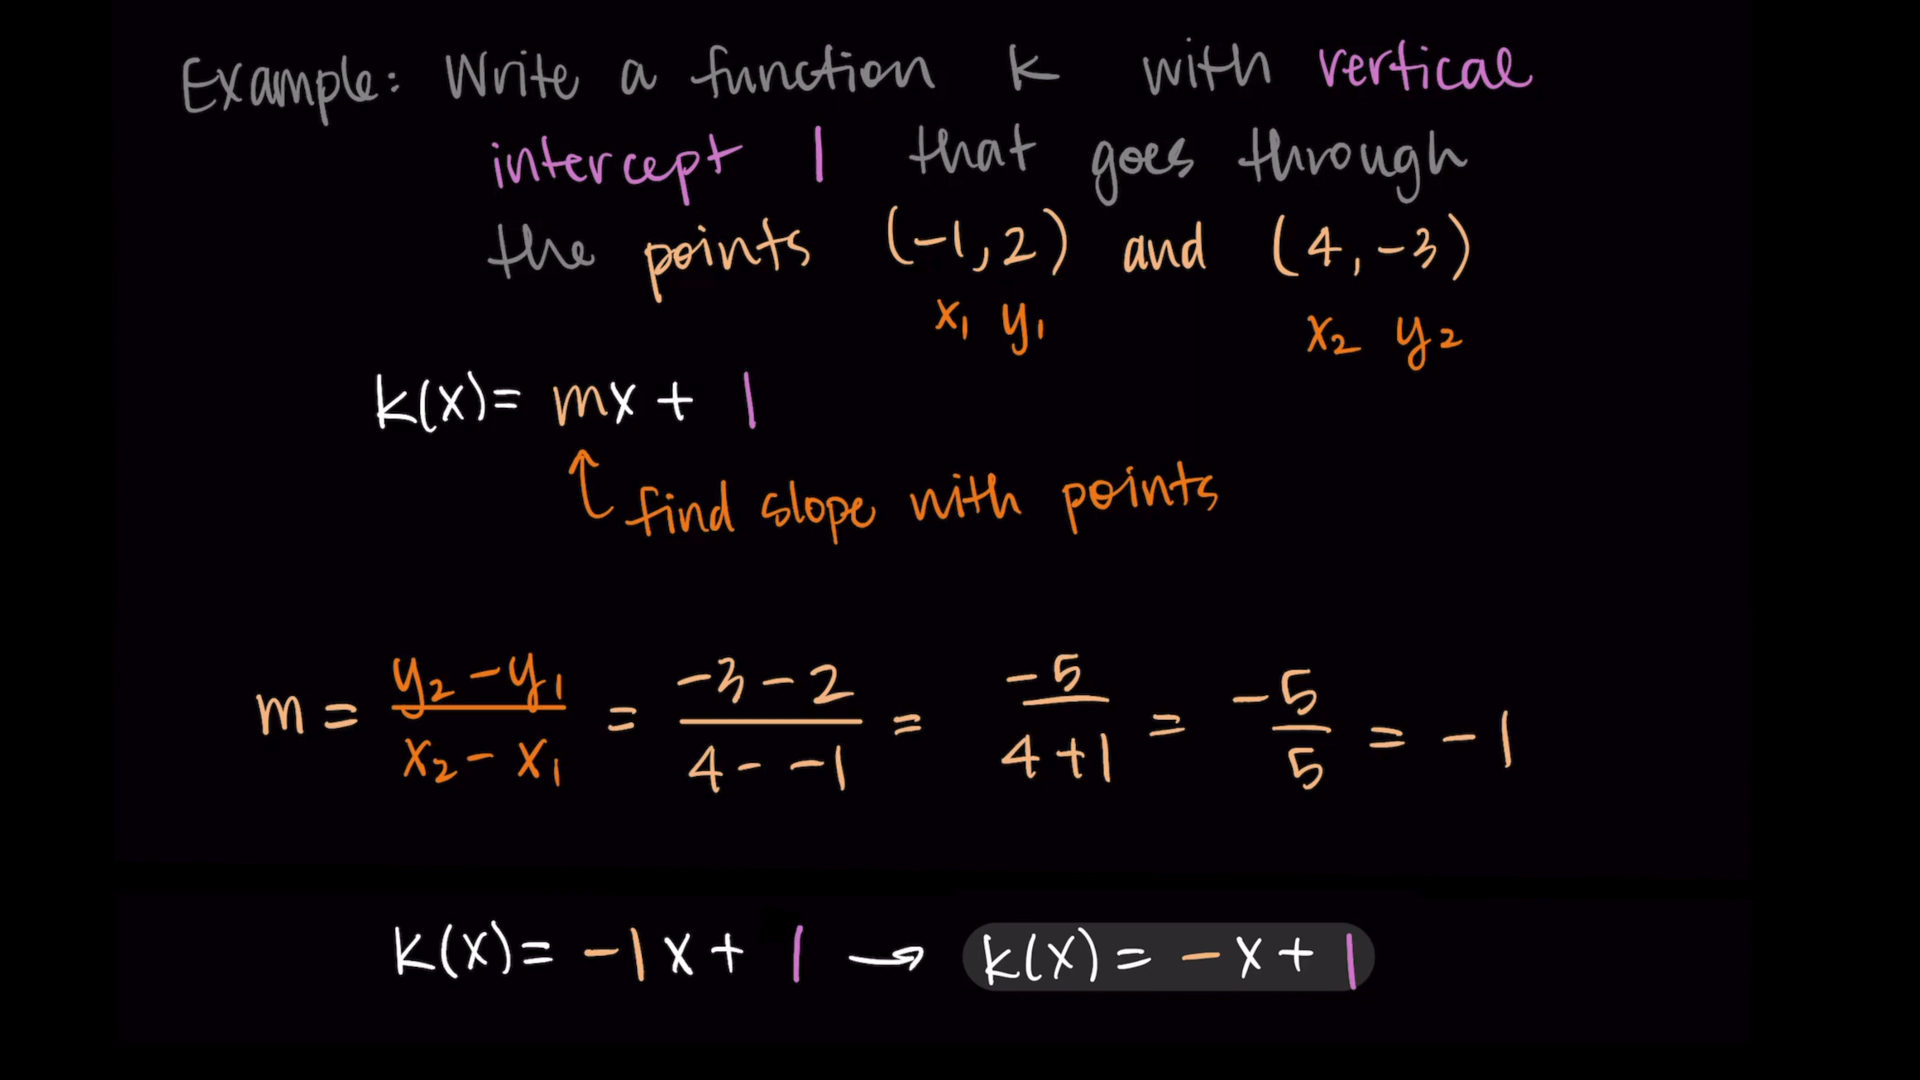 Example: Write a function k with vertical
intercept 1 that goes through
the points (-1,2) and (4,-3)
x₁ y₁ x₂ y₂
k(x)= mx + 1
↑ find slope with points
m = y₂-y₁/x₂-x₁ = -3-2/4--1 = -5/4+1 = -5/5 = -1
k(x)= -1x+ 1 → k(x)= -x+ 1